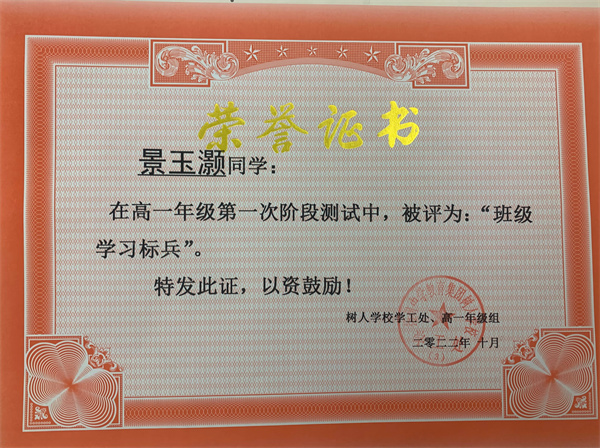 荣誉证书
景玉灏同学：
在高一年级第一次阶段测试中，被评为：“班级
学习标兵”。
特发此证，以资鼓励！
树人学校学工处、高一年级组
二零二二年 十月
(3)